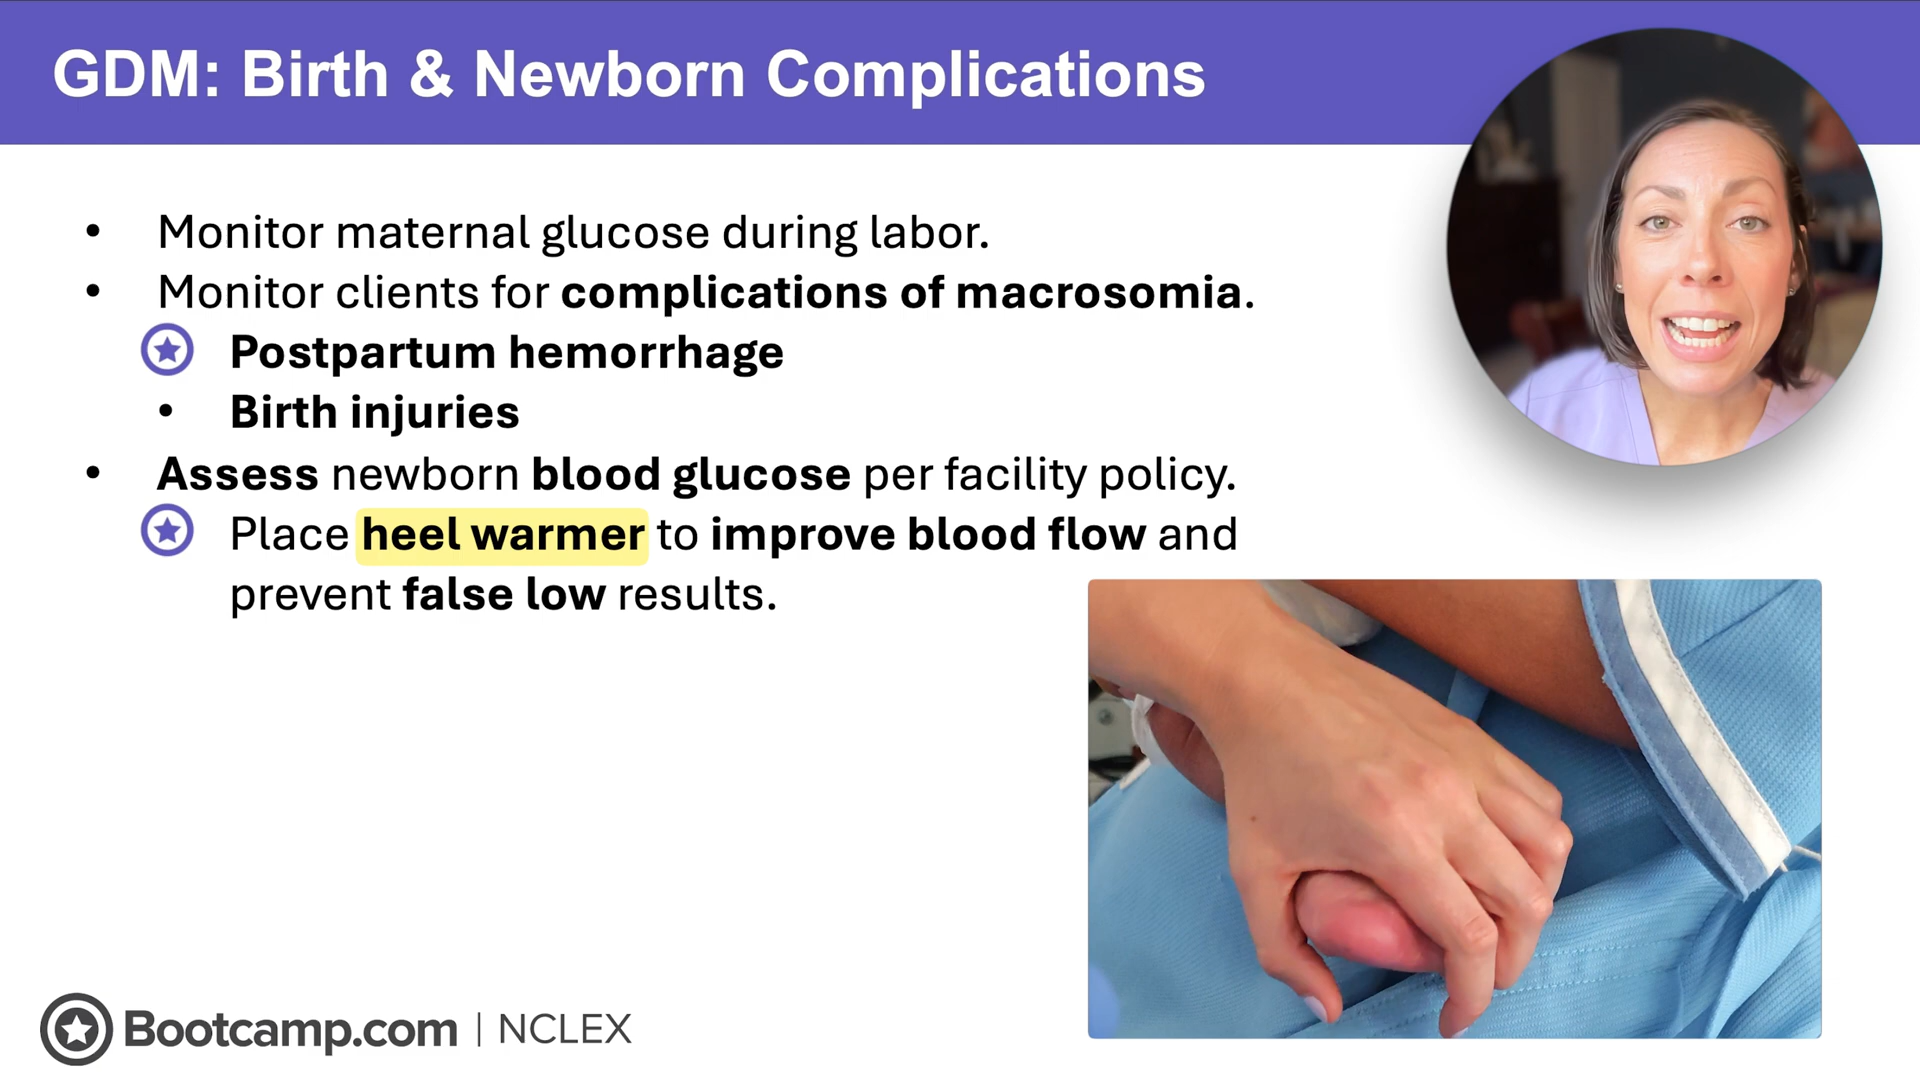 GDM: Birth & Newborn Complications
• Monitor maternal glucose during labor.
• Monitor clients for complications of macrosomia.
Postpartum hemorrhage
• Birth injuries
• Assess newborn blood glucose per facility policy.
Place heel warmer to improve blood flow and
prevent false low results.
Bootcamp.com | NCLEX